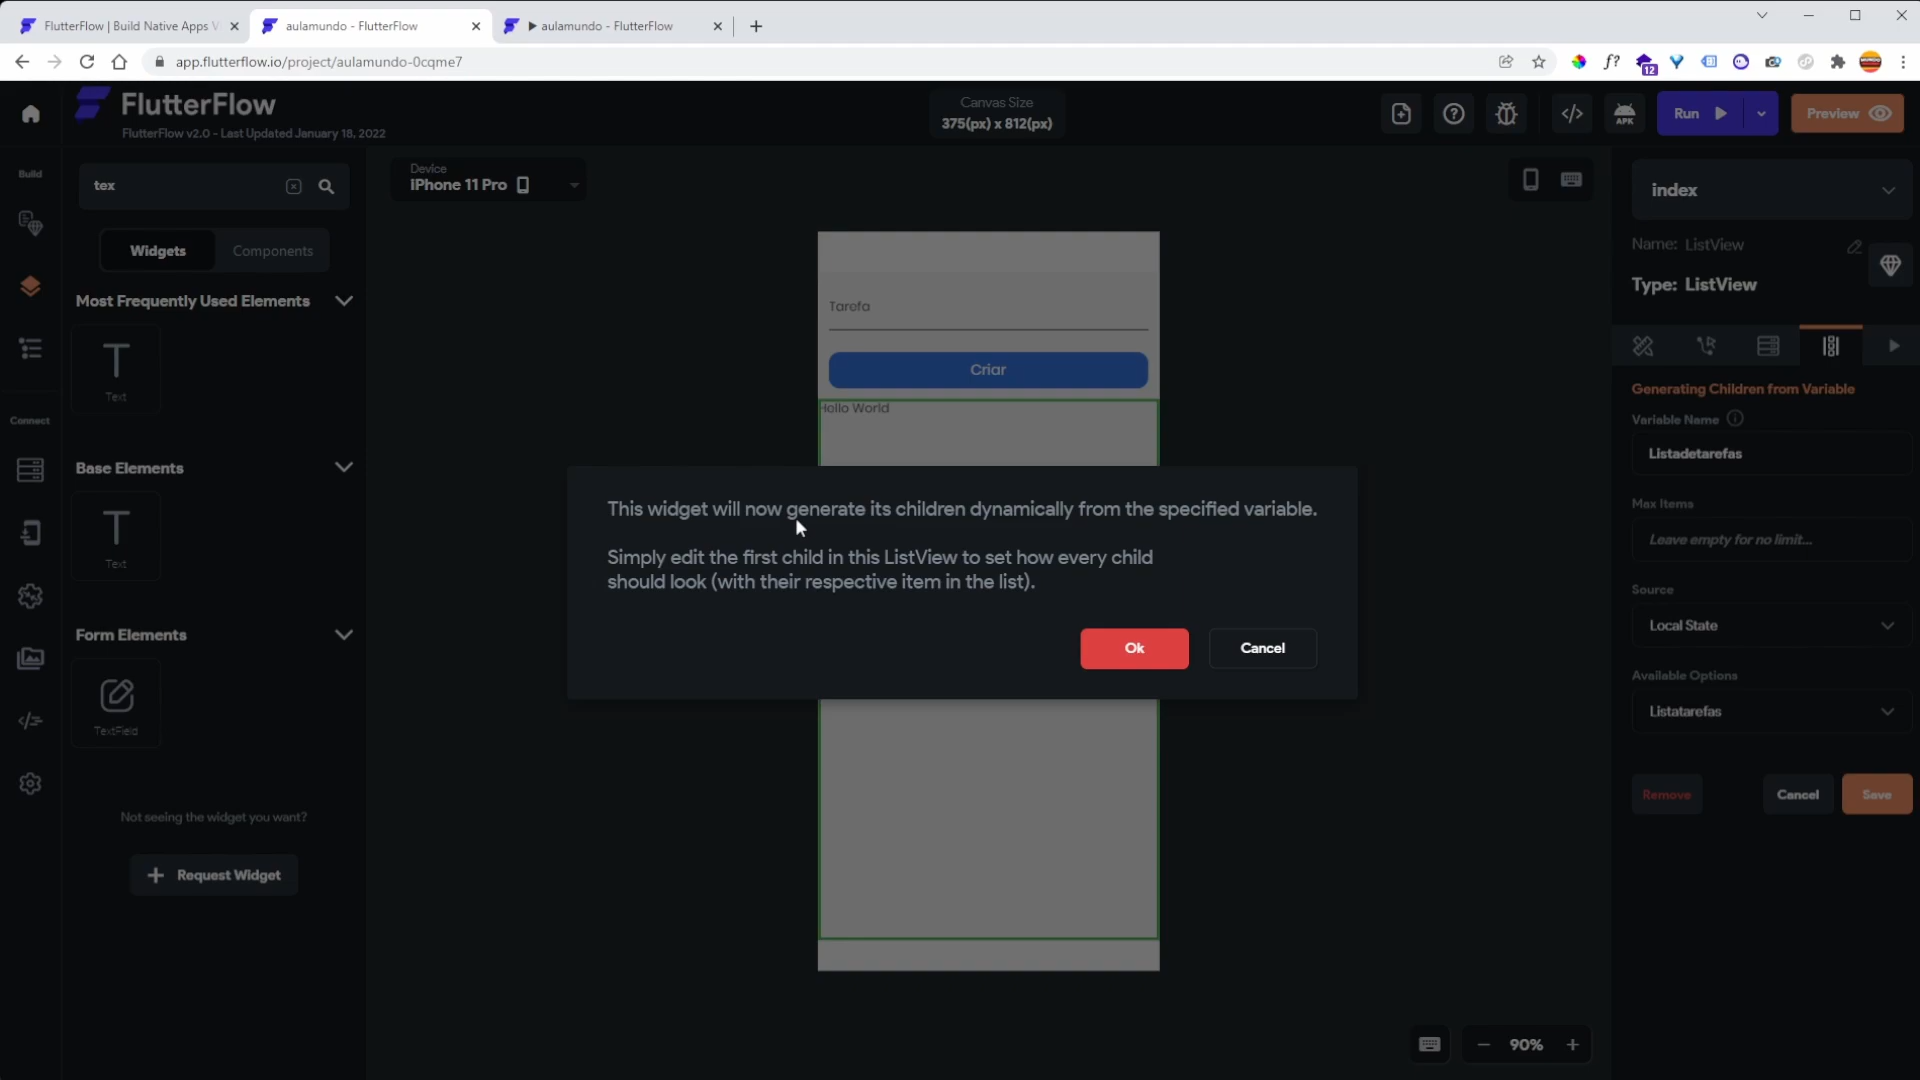 FlutterFlow | Build Native Apps V
aulamundo - FlutterFlow
▶ aulamundo - FlutterFlow
app.flutterflow.io/project/aulamundo-0cqme7
f?
12
FlutterFlow
FlutterFlow v2.0 - Last Updated January 18, 2022
Canvas Size
375(px) x 812(px)
APK
Run
Preview
Build
Connect
tex
Widgets
Components
Most Frequently Used Elements
Text
Base Elements
Text
Form Elements
TextField
Not seeing the widget you want?
+ Request Widget
Device
iPhone 11 Pro
Tarefa
Criar
Hollo World
This widget will now generate its children dynamically from the specified variable.
Simply edit the first child in this ListView to set how every child
should look (with their respective item in the list).
Ok
Cancel
90%
index
Name: ListView
Type: ListView
Generating Children from Variable
Variable Name
Listadetarefas
Max Items
Leave empty for no limit...
Source
Local State
Available Options
Listatarefas
Remove
Cancel
Save